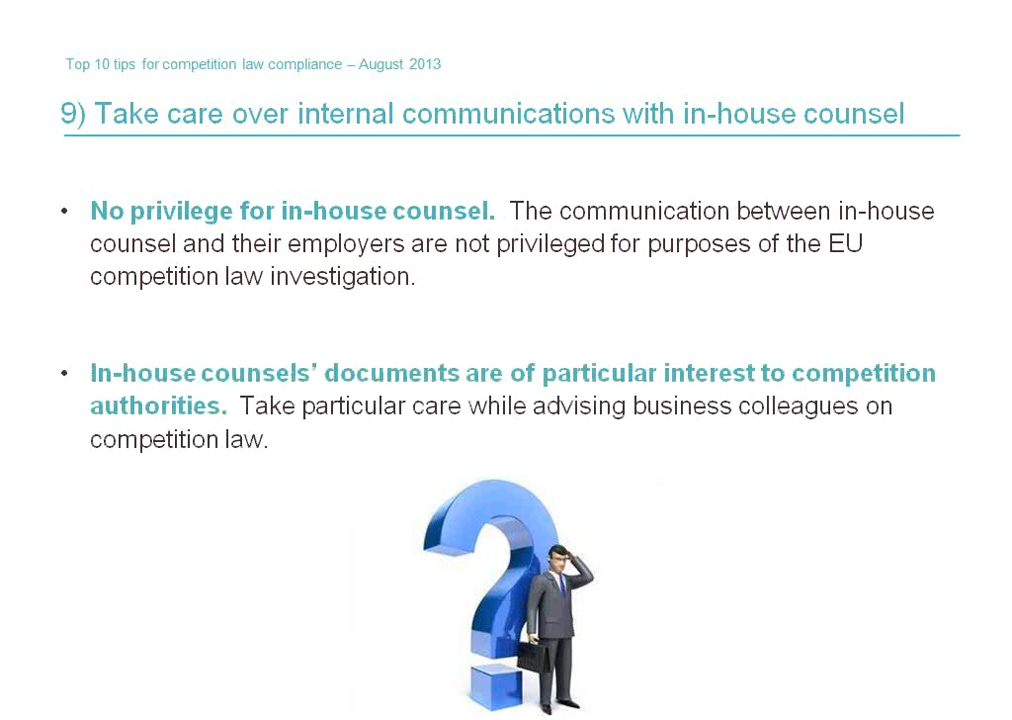 Top 10 tips for competition law compliance – August 2013
9) Take care over internal communications with in-house counsel
• No privilege for in-house counsel. The communication between in-house
counsel and their employers are not privileged for purposes of the EU
competition law investigation.
• In-house counsels’ documents are of particular interest to competition
authorities. Take particular care while advising business colleagues on
competition law.